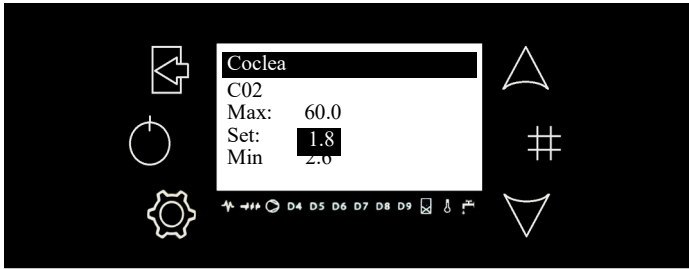 Coclea
C02
Max: 60.0
Set: 1.8
Min 2.6
D4 D5 D6 D7 D8 D9